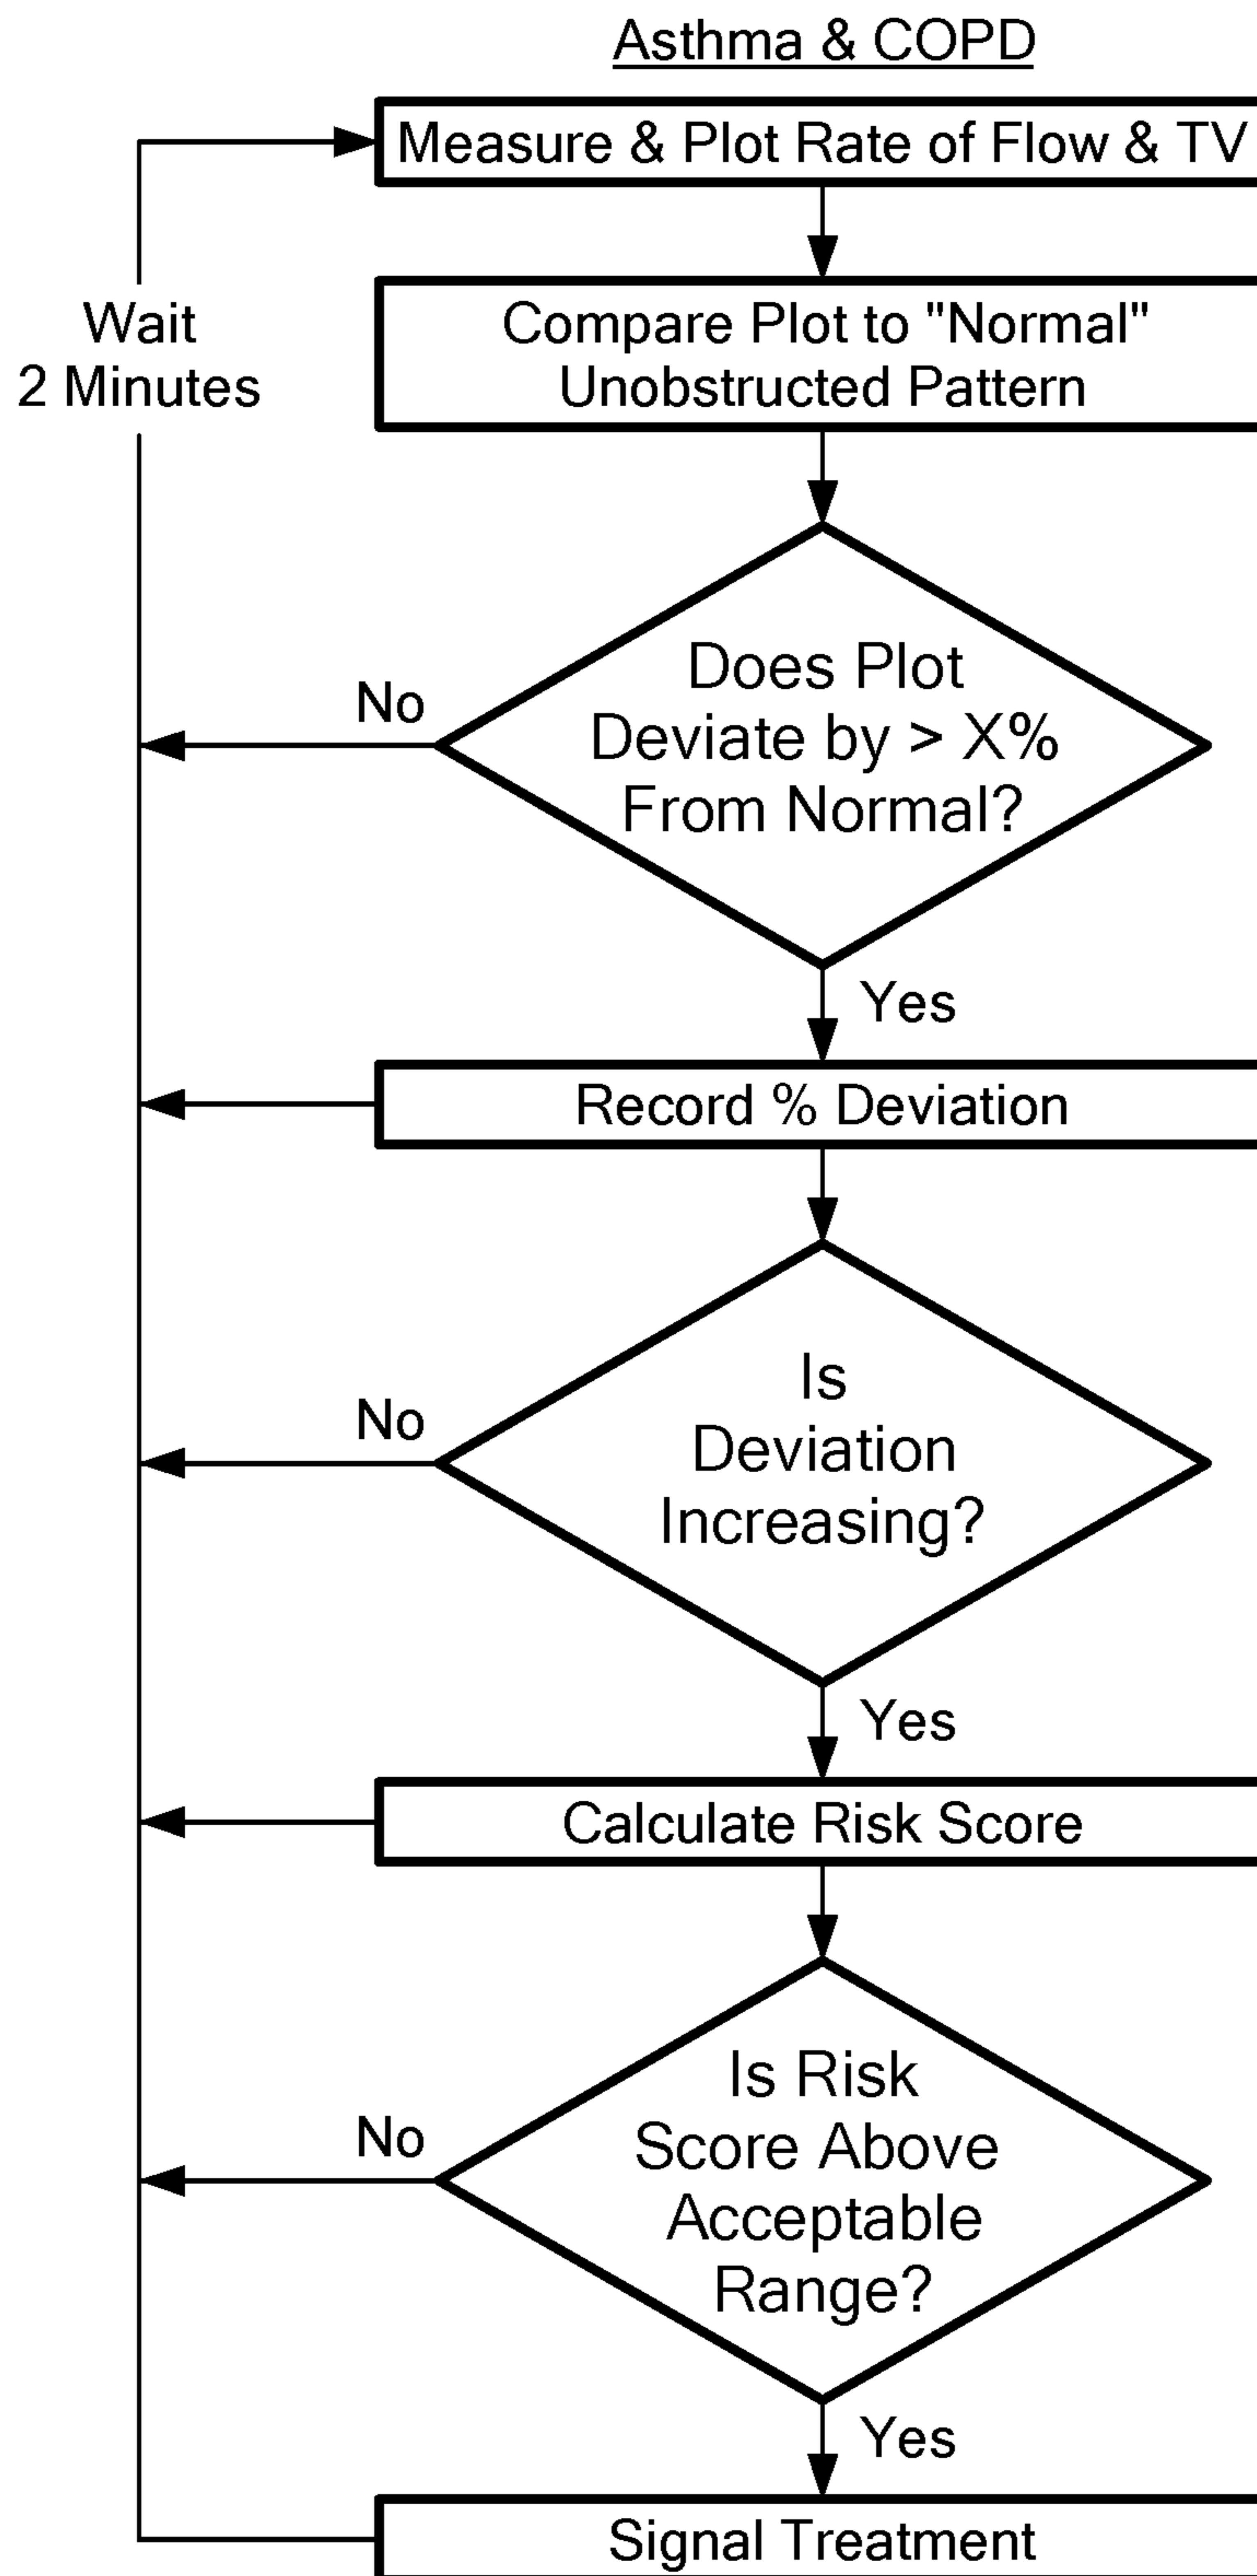 Asthma & COPD
Measure & Plot Rate of Flow & TV
Wait
2 Minutes
Compare Plot to "Normal"
Unobstructed Pattern
Does Plot
Deviate by > X%
From Normal?
No
Yes
Record % Deviation
Is
Deviation
Increasing?
No
Yes
Calculate Risk Score
Is Risk
Score Above
Acceptable
Range?
No
Yes
Signal Treatment